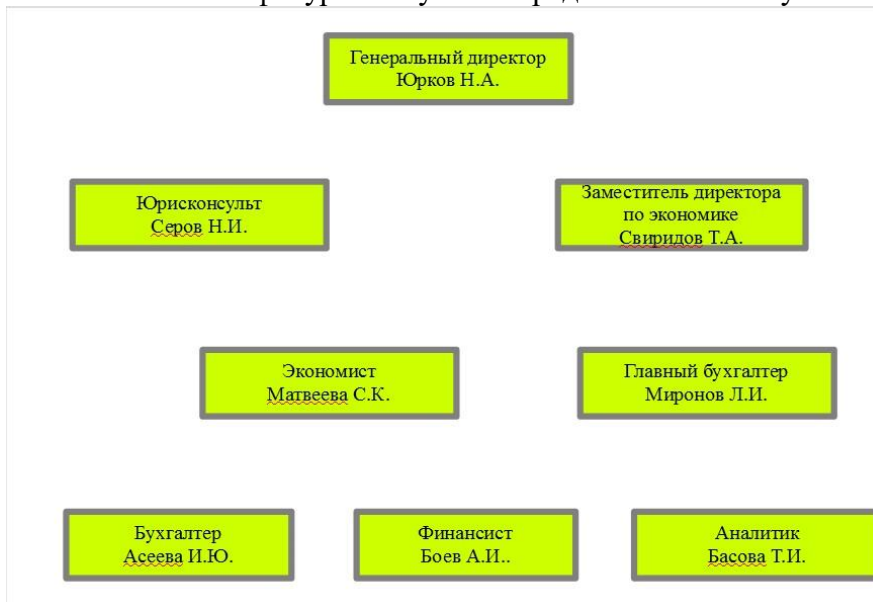 Генеральный директор
Юрков Н.А.
Юрисконсульт
Серов Н.И.
Заместитель директора
по экономике
Свиридов Т.А.
Экономист
Матвеева С.К.
Главный бухгалтер
Миронов Л.И.
Бухгалтер
Асеева И.Ю.
Финансист
Боев А.И..
Аналитик
Басова Т.И.